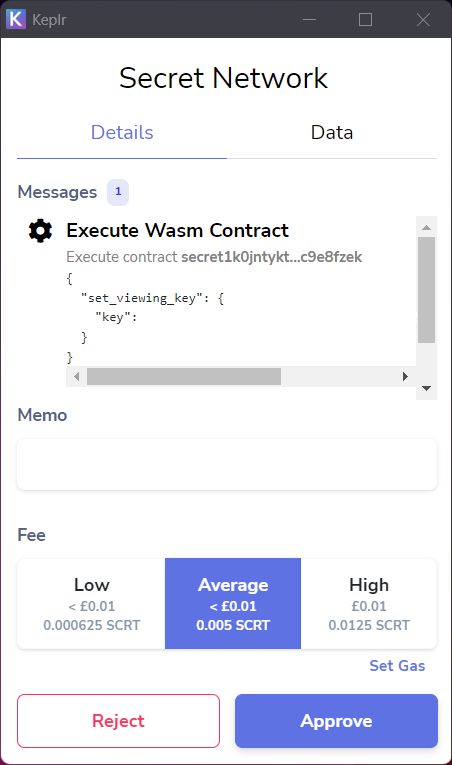 Keplr
Secret Network
Details Data
Messages 1
Execute Wasm Contract
Execute contract secret1k0jntykt...c9e8fzek
{
"set_viewing_key": {
"key":
}
}
Memo
Fee
Low Average High
< £0.01 < £0.01 £0.01
0.000625 SCRT 0.005 SCRT 0.0125 SCRT
Set Gas
Reject Approve